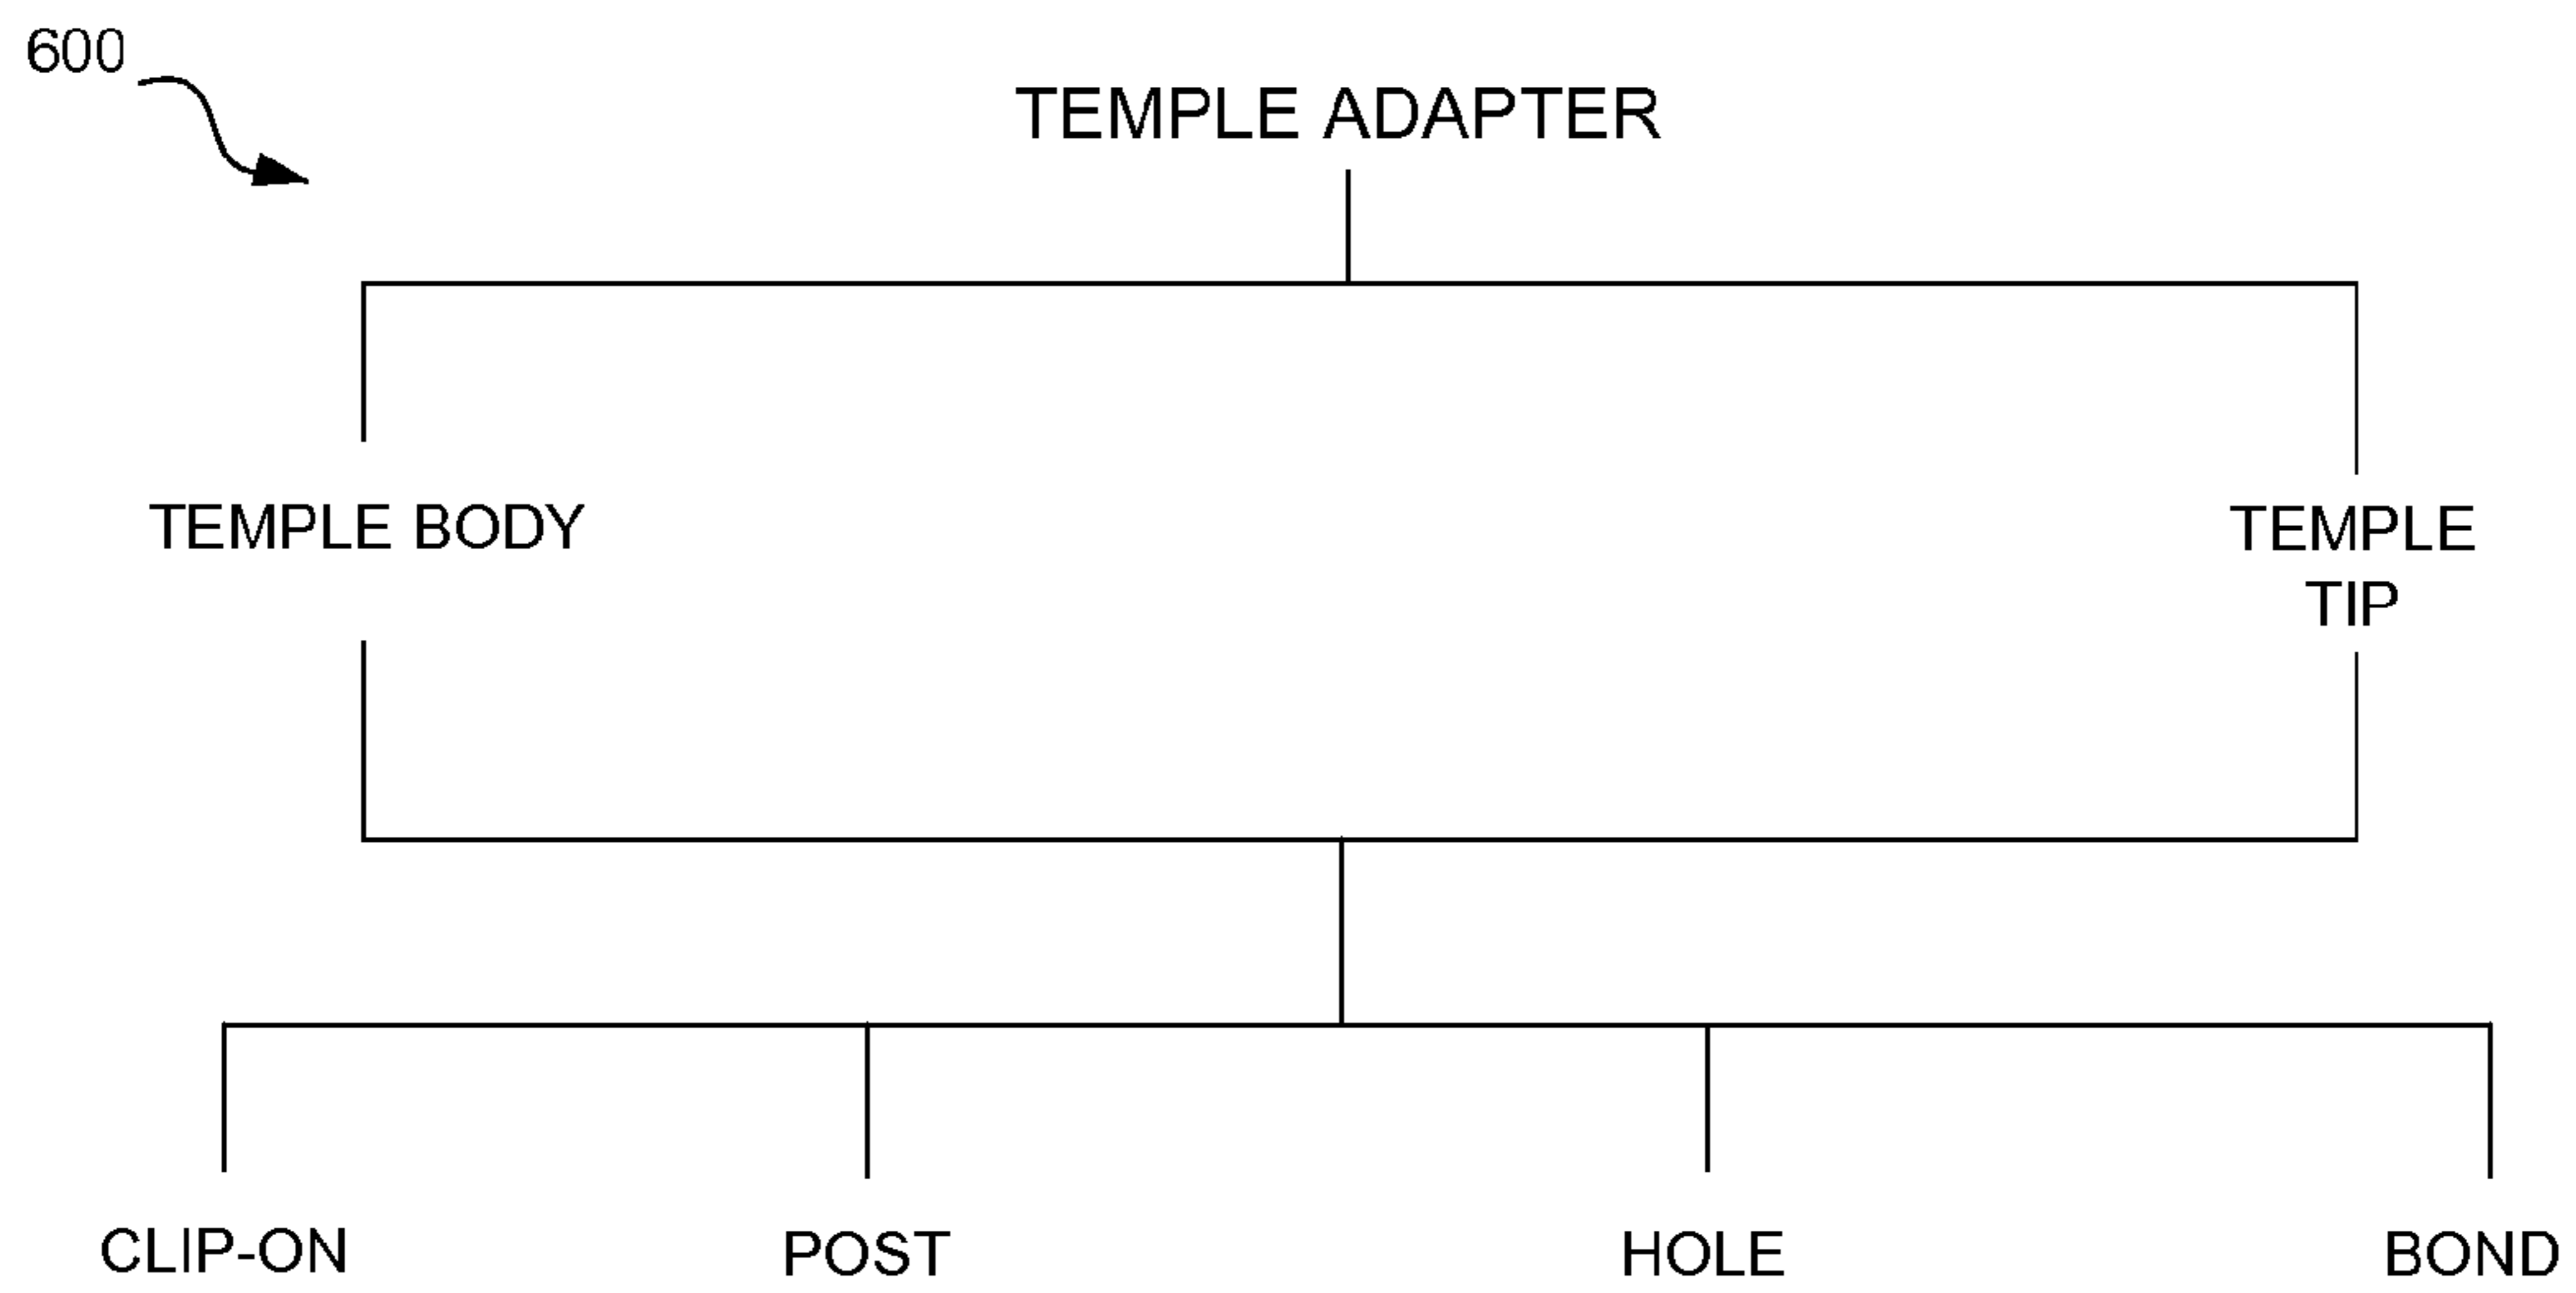 600
TEMPLE ADAPTER
TEMPLE BODY
TEMPLE
TIP
CLIP-ON
POST
HOLE
BOND